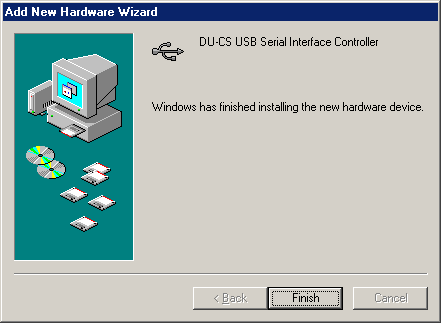 Add New Hardware Wizard
DU-CS USB Serial Interface Controller
Windows has finished installing the new hardware device.
< Back
Finish
Cancel